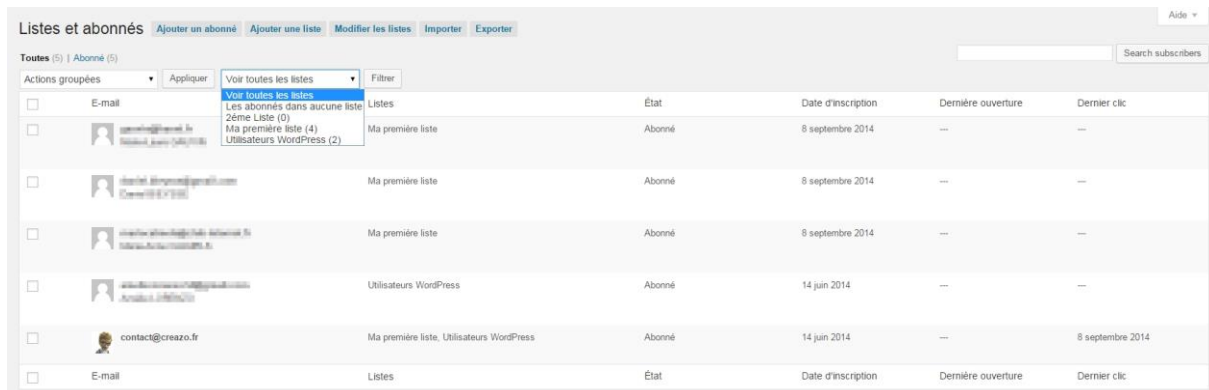 Aide
Listes et abonnés Ajouter un abonné Ajouter une liste Modifier les listes Importer Exporter
Toutes (5) | Abonné (5)
Search subscribers
Actions groupées Appliquer Voir toutes les listes Filtrer
Voir toutes les listes
Les abonnés dans aucune liste
2ème Liste (0)
Ma première liste (4)
Utilisateurs WordPress (2)
E-mail Listes État Date d'inscription Dernière ouverture Dernier clic
Ma première liste Abonné 8 septembre 2014 --- ---
Ma première liste Abonné 8 septembre 2014 --- ---
Ma première liste Abonné 8 septembre 2014 --- ---
Utilisateurs WordPress Abonné 14 juin 2014 --- ---
contact@creazo.fr Ma première liste, Utilisateurs WordPress Abonné 14 juin 2014 --- 8 septembre 2014
E-mail Listes État Date d'inscription Dernière ouverture Dernier clic